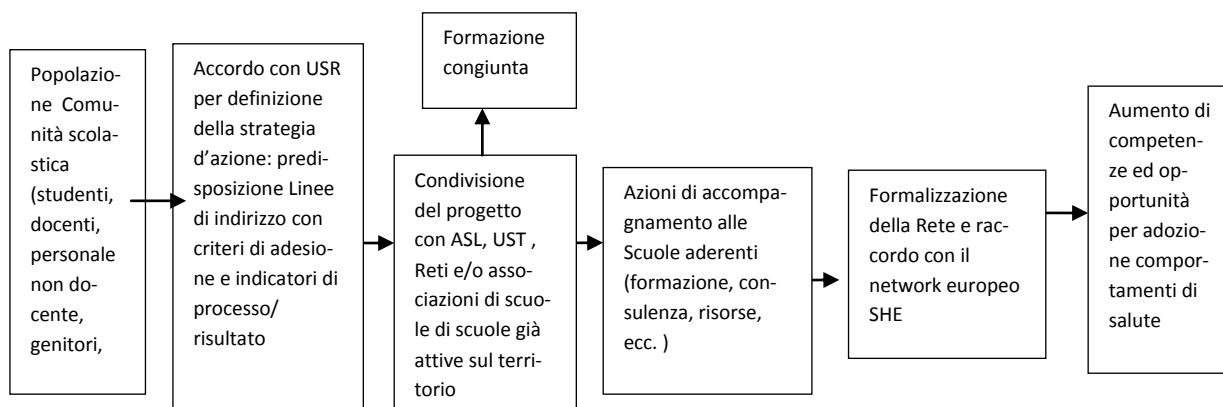 Popolazio-
ne Comu-
nità scola-
stica
(studenti,
docenti,
personale
non do-
cente,
genitori,
Accordo con USR
per definizione
della strategia
d’azione: predi-
sposizione Linee
di indirizzo con
criteri di adesio-
ne e indicatori di
processo/
risultato
Formazione
congiunta
Condivisione
del progetto
con ASL, UST ,
Reti e/o asso-
ciazioni di scuo-
le di scuole già
attive sul terri-
torio
Azioni di accompa-
gnamento alle
Scuole aderenti
(formazione, con-
sulenza, risorse,
ecc. )
Formalizzazione
della Rete e rac-
cordo con il
network europeo
SHE
Aumento di
competen-
ze ed op-
portunità
per adozio-
ne compor-
tamenti di
salute